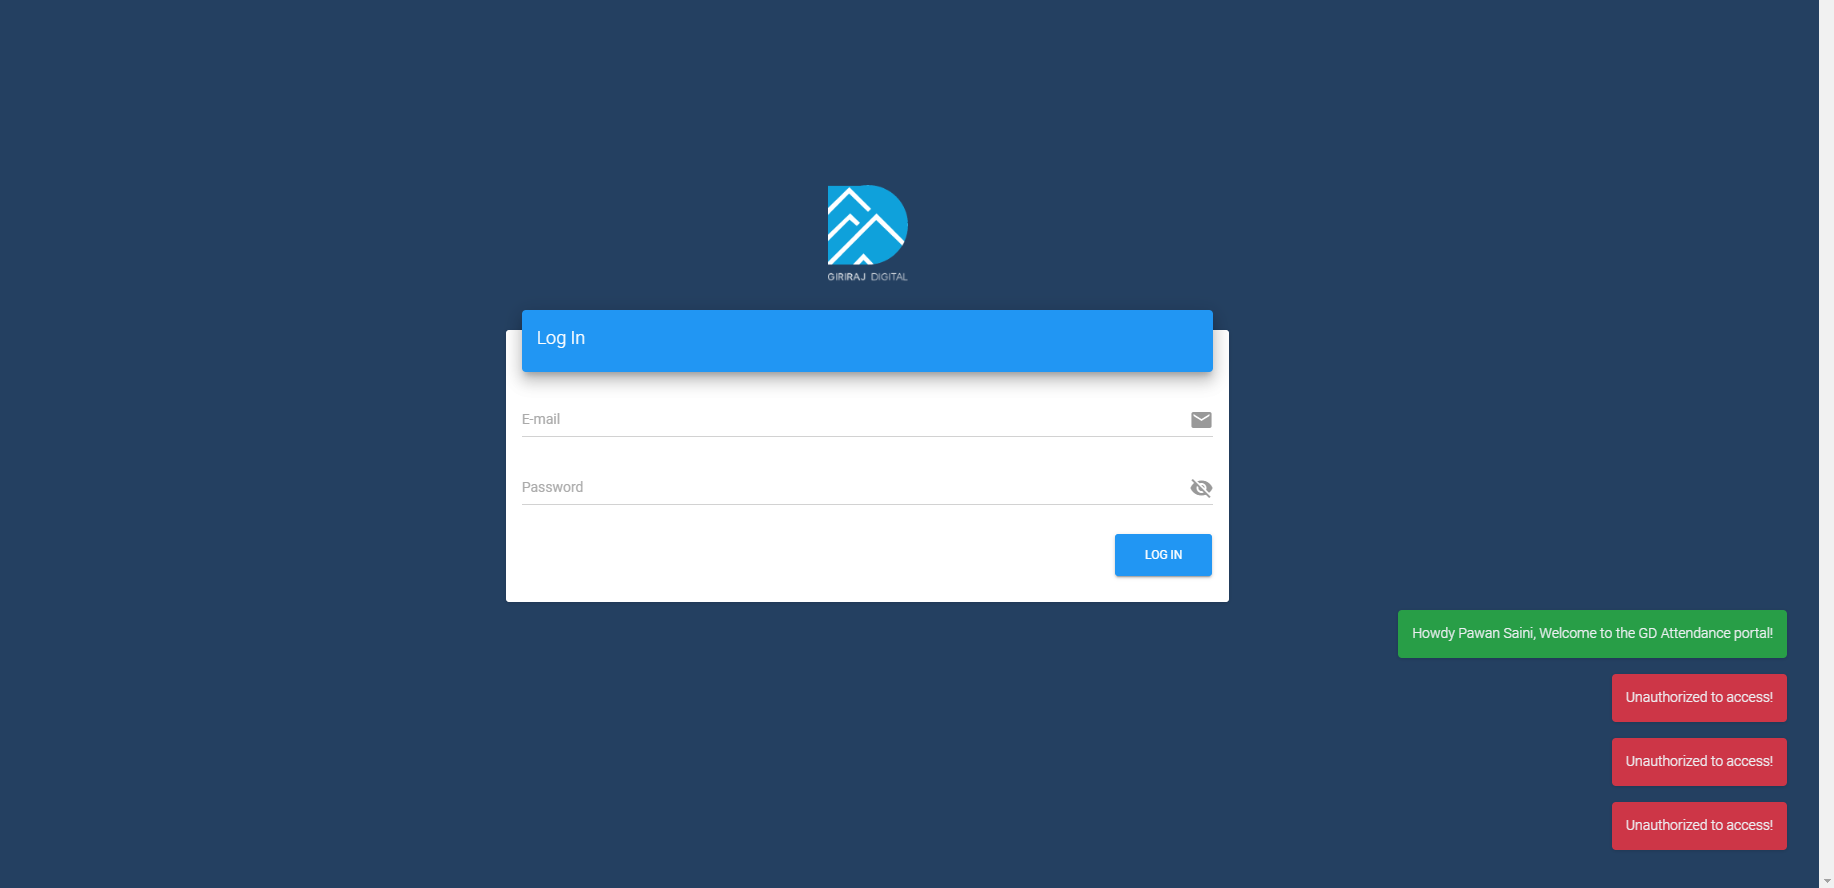 GIRIRAJ DIGITAL
Log In
E-mail
Password
LOG IN
Howdy Pawan Saini, Welcome to the GD Attendance portal!
Unauthorized to access!
Unauthorized to access!
Unauthorized to access!